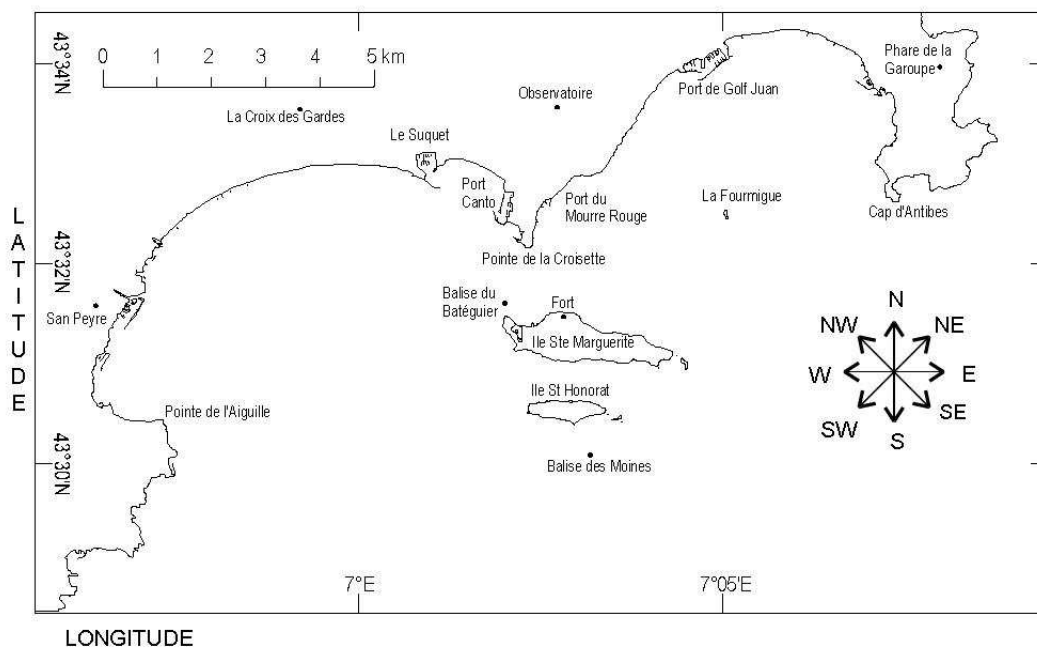 43°34'N
0 1 2 3 4 5 km
Phare de la
Garoupe
Port de Golf Juan
Observatoire
La Croix des Gardes
Le Suquet
Port
Canto
Port du
Mourre Rouge
La Fourmigue
Cap d'Antibes
LATITUDE
43°32'N
Pointe de la Croisette
Balise du
Batéguier
Fort
San Peyre
Ile Ste Marguerite
N
NW
NE
W
E
SW
SE
S
Ile St Honorat
Pointe de l'Aiguille
43°30'N
Balise des Moines
7°E
7°05'E
LONGITUDE